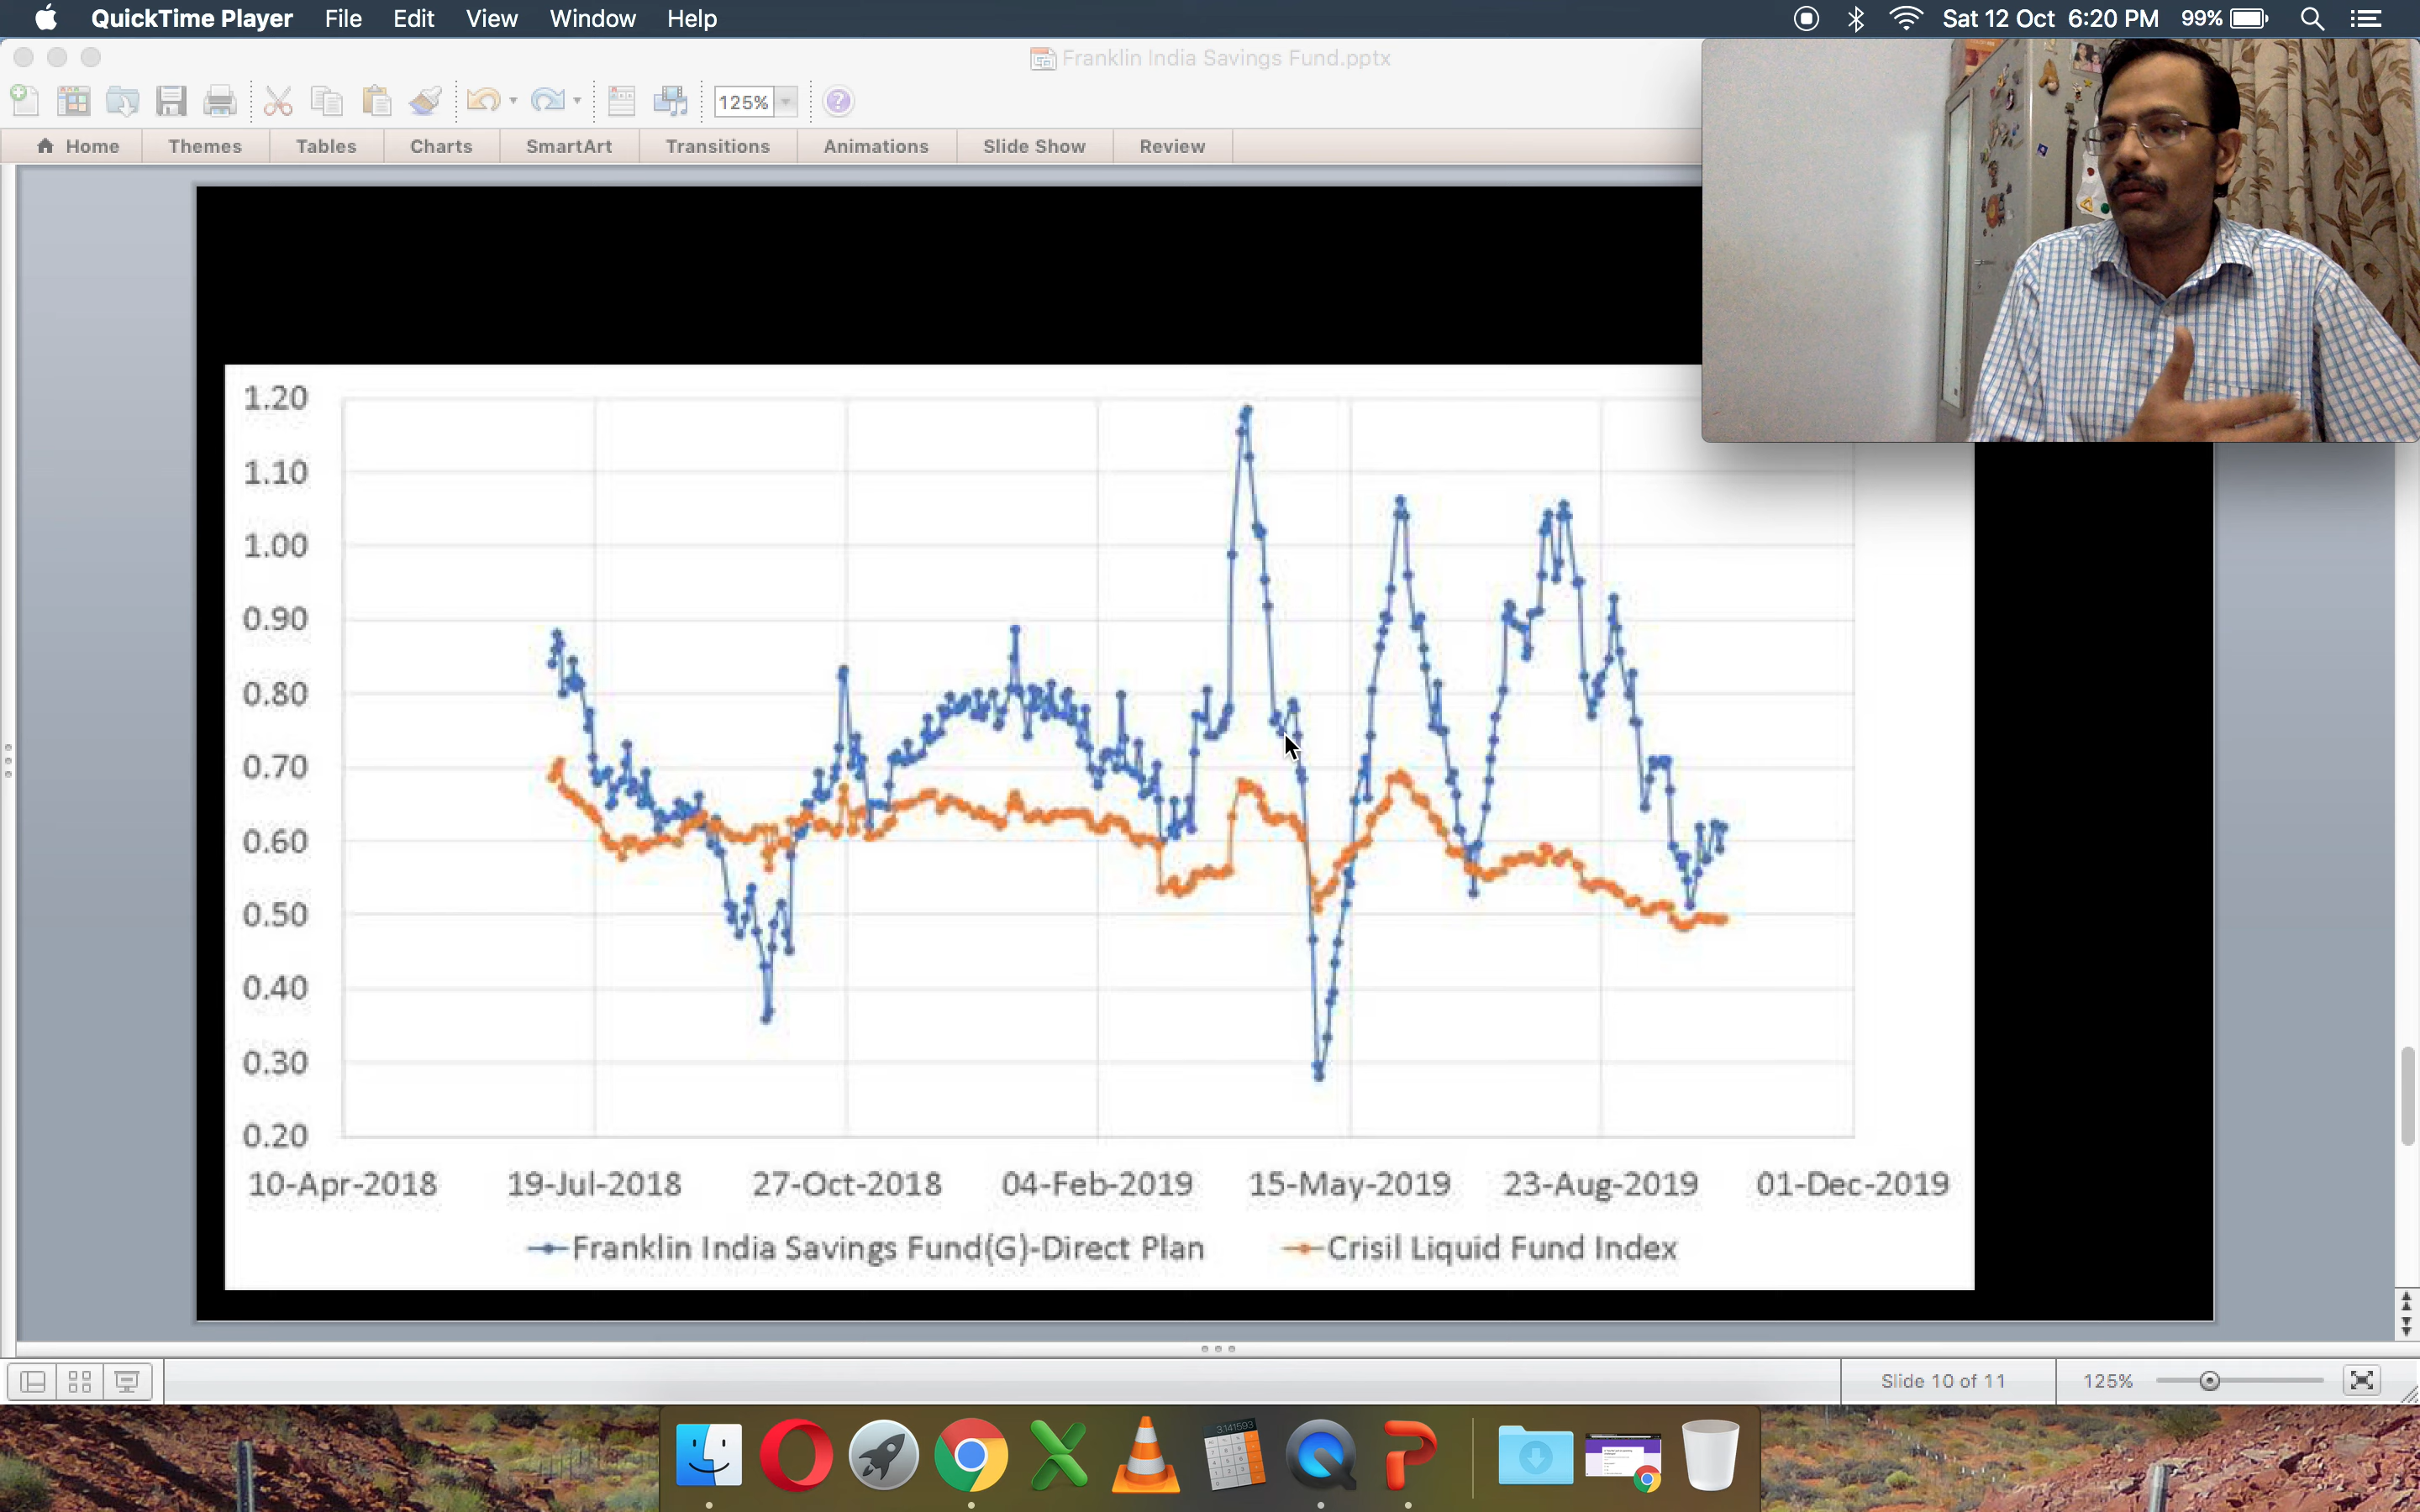 QuickTime Player File Edit View Window Help Sat 12 Oct 6:20 PM 99%
Franklin India Savings Fund.pptx
125%
Home Themes Tables Charts SmartArt Transitions Animations Slide Show Review
1.20
1.10
1.00
0.90
0.80
0.70
0.60
0.50
0.40
0.30
0.20
10-Apr-2018 19-Jul-2018 27-Oct-2018 04-Feb-2019 15-May-2019 23-Aug-2019 01-Dec-2019
Franklin India Savings Fund(G)-Direct Plan Crisil Liquid Fund Index
Slide 10 of 11 125%
3.141593